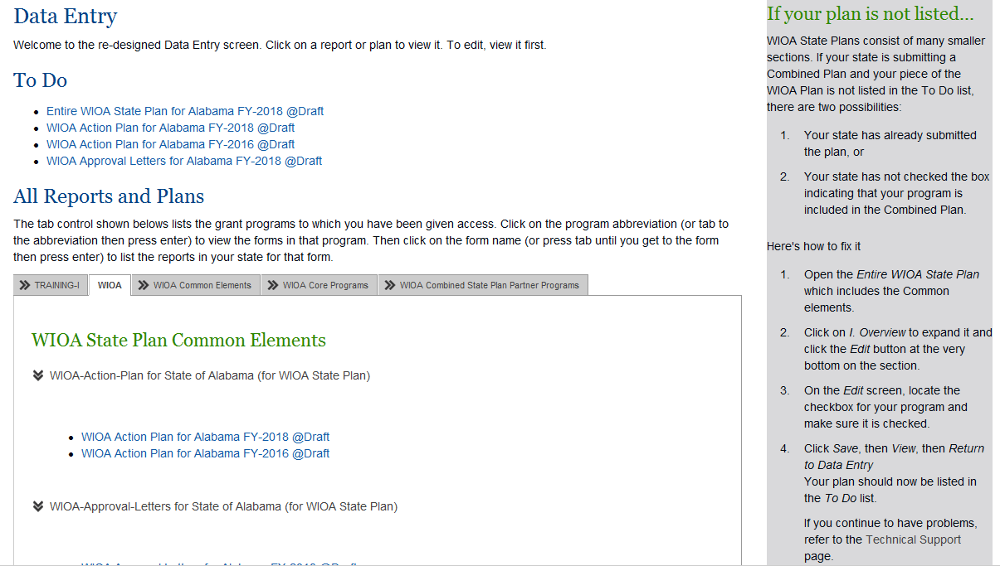 Data Entry
Welcome to the re-designed Data Entry screen. Click on a report or plan to view it. To edit, view it first.
To Do
Entire WIOA State Plan for Alabama FY-2018 @Draft
WIOA Action Plan for Alabama FY-2018 @Draft
WIOA Action Plan for Alabama FY-2016 @Draft
WIOA Approval Letters for Alabama FY-2018 @Draft
All Reports and Plans
The tab control shown belows lists the grant programs to which you have been given access. Click on the program abbreviation (or tab to
the abbreviation then press enter) to view the forms in that program. Then click on the form name (or press tab until you get to the form
then press enter) to list the reports in your state for that form.
TRAINING-I WIOA WIOA Common Elements WIOA Core Programs WIOA Combined State Plan Partner Programs
WIOA State Plan Common Elements
WIOA-Action-Plan for State of Alabama (for WIOA State Plan)
WIOA Action Plan for Alabama FY-2018 @Draft
WIOA Action Plan for Alabama FY-2016 @Draft
WIOA-Approval-Letters for State of Alabama (for WIOA State Plan)
If your plan is not listed...
WIOA State Plans consist of many smaller
sections. If your state is submitting a
Combined Plan and your piece of the
WIOA Plan is not listed in the To Do list,
there are two possibilities:
1. Your state has already submitted
the plan, or
2. Your state has not checked the box
indicating that your program is
included in the Combined Plan.
Here's how to fix it
1. Open the Entire WIOA State Plan
which includes the Common
elements.
2. Click on I. Overview to expand it and
click the Edit button at the very
bottom on the section.
3. On the Edit screen, locate the
checkbox for your program and
make sure it is checked.
4. Click Save, then View, then Return
to Data Entry
Your plan should now be listed in
the To Do list.
If you continue to have problems,
refer to the Technical Support
page.